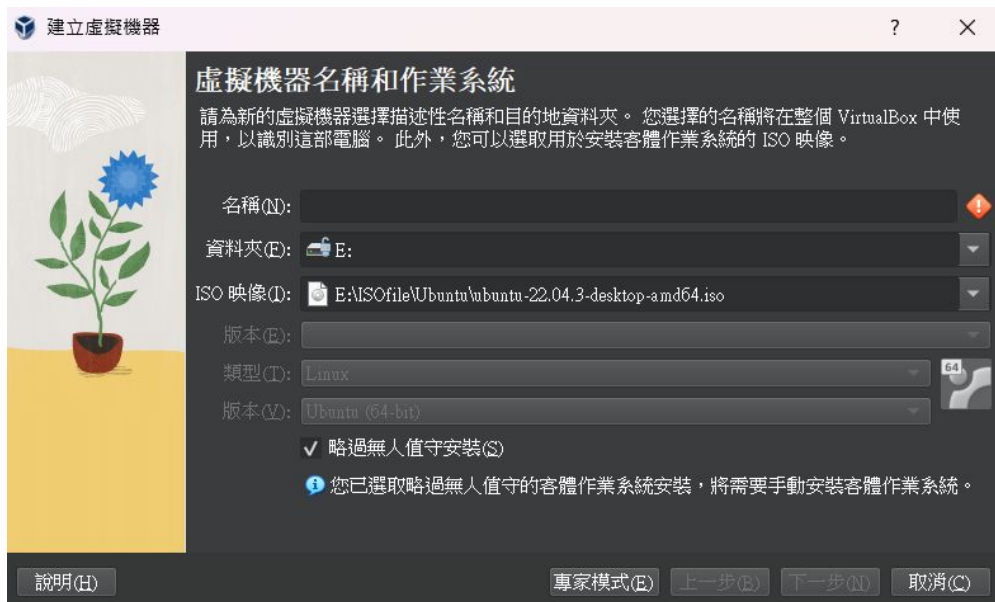 建立虛擬機器
?
虛擬機器名稱和作業系統
請為新的虛擬機器選擇描述性名稱和目的地資料夾。 您選擇的名稱將在整個 VirtualBox 中使
用,以識別這部電腦。 此外,您可以選取用於安裝客體作業系統的 ISO 映像。
名稱(N):
資料夾(F): E:
ISO 映像(I): E:\ISOfile\Ubuntu\ubuntu-22.04.3-desktop-amd64.iso
版本(E):
類型(T): Linux
64
版本(V): Ubuntu (64-bit)
略過無人值守安裝(S)
您已選取略過無人值守的客體作業系統安裝,將需要手動安裝客體作業系統。
說明(H) 專家模式(E) 上一步(B) 下一步(N) 取消(C)